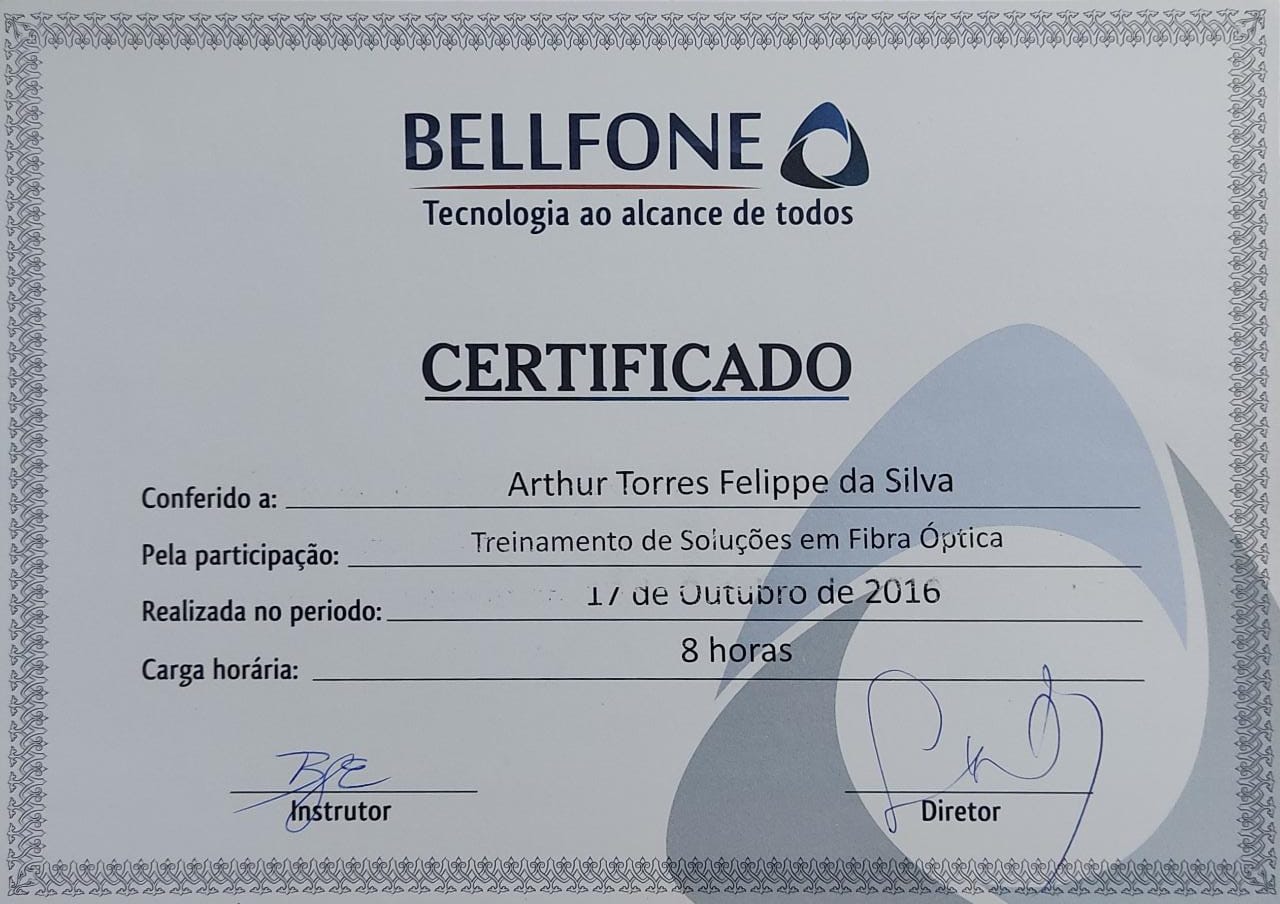 BELLFONE
Tecnologia ao alcance de todos
CERTIFICADO
Conferido a: Arthur Torres Felippe da Silva
Pela participação: Treinamento de Soluções em Fibra Óptica
Realizada no periodo: 17 de Outubro de 2016
Carga horária: 8 horas
Instrutor
Diretor